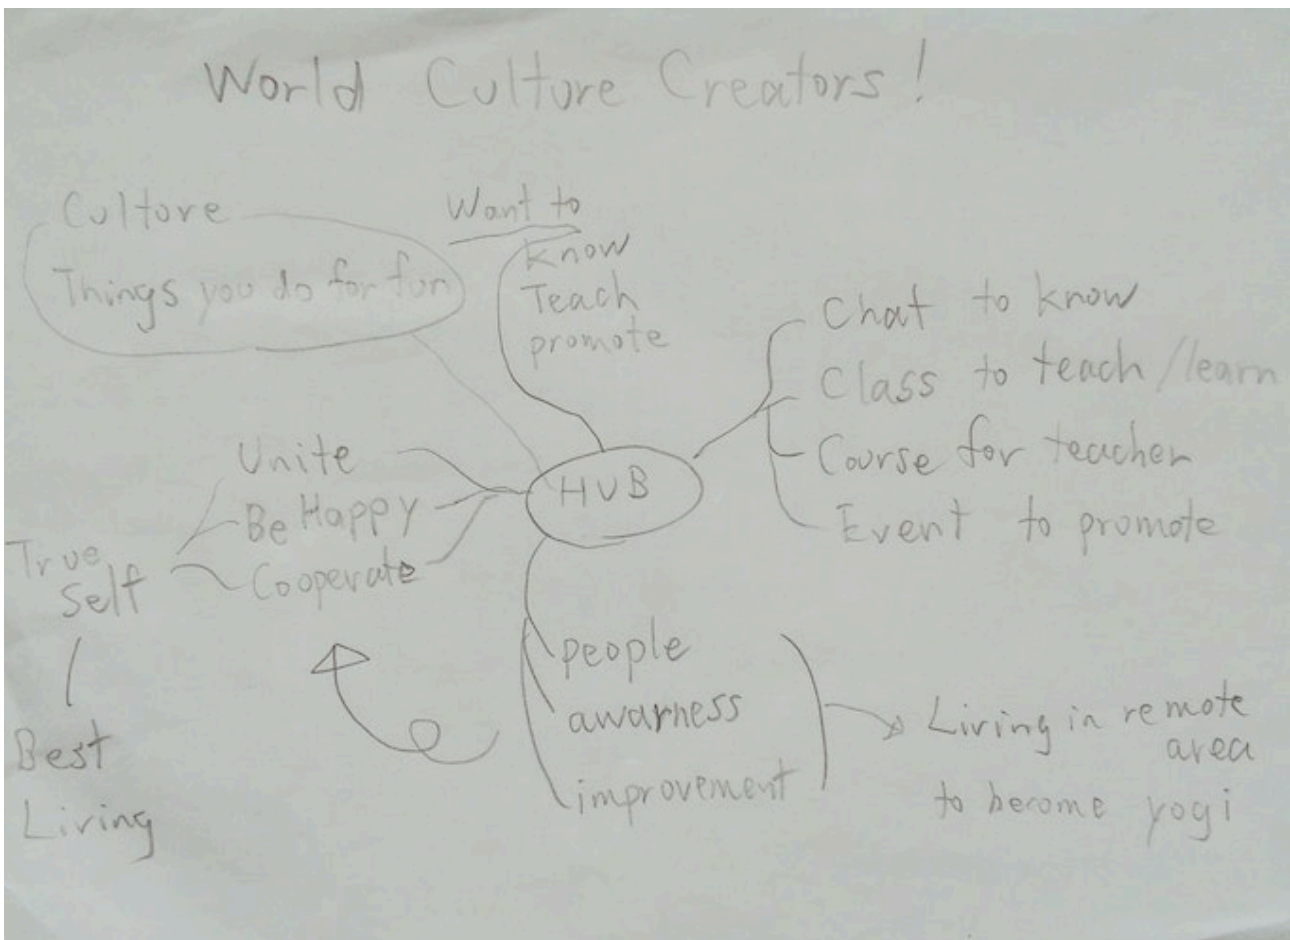 World Culture Creators!
Culture
Things you do for fun
Want to
know
Teach
promote
Chat to know
Class to teach/learn
Course for teacher
Event to promote
HUB
Unite
Be Happy
Cooperate
True
Self
Best
Living
people
awarness
improvement
Living in remote
area
to become yogi